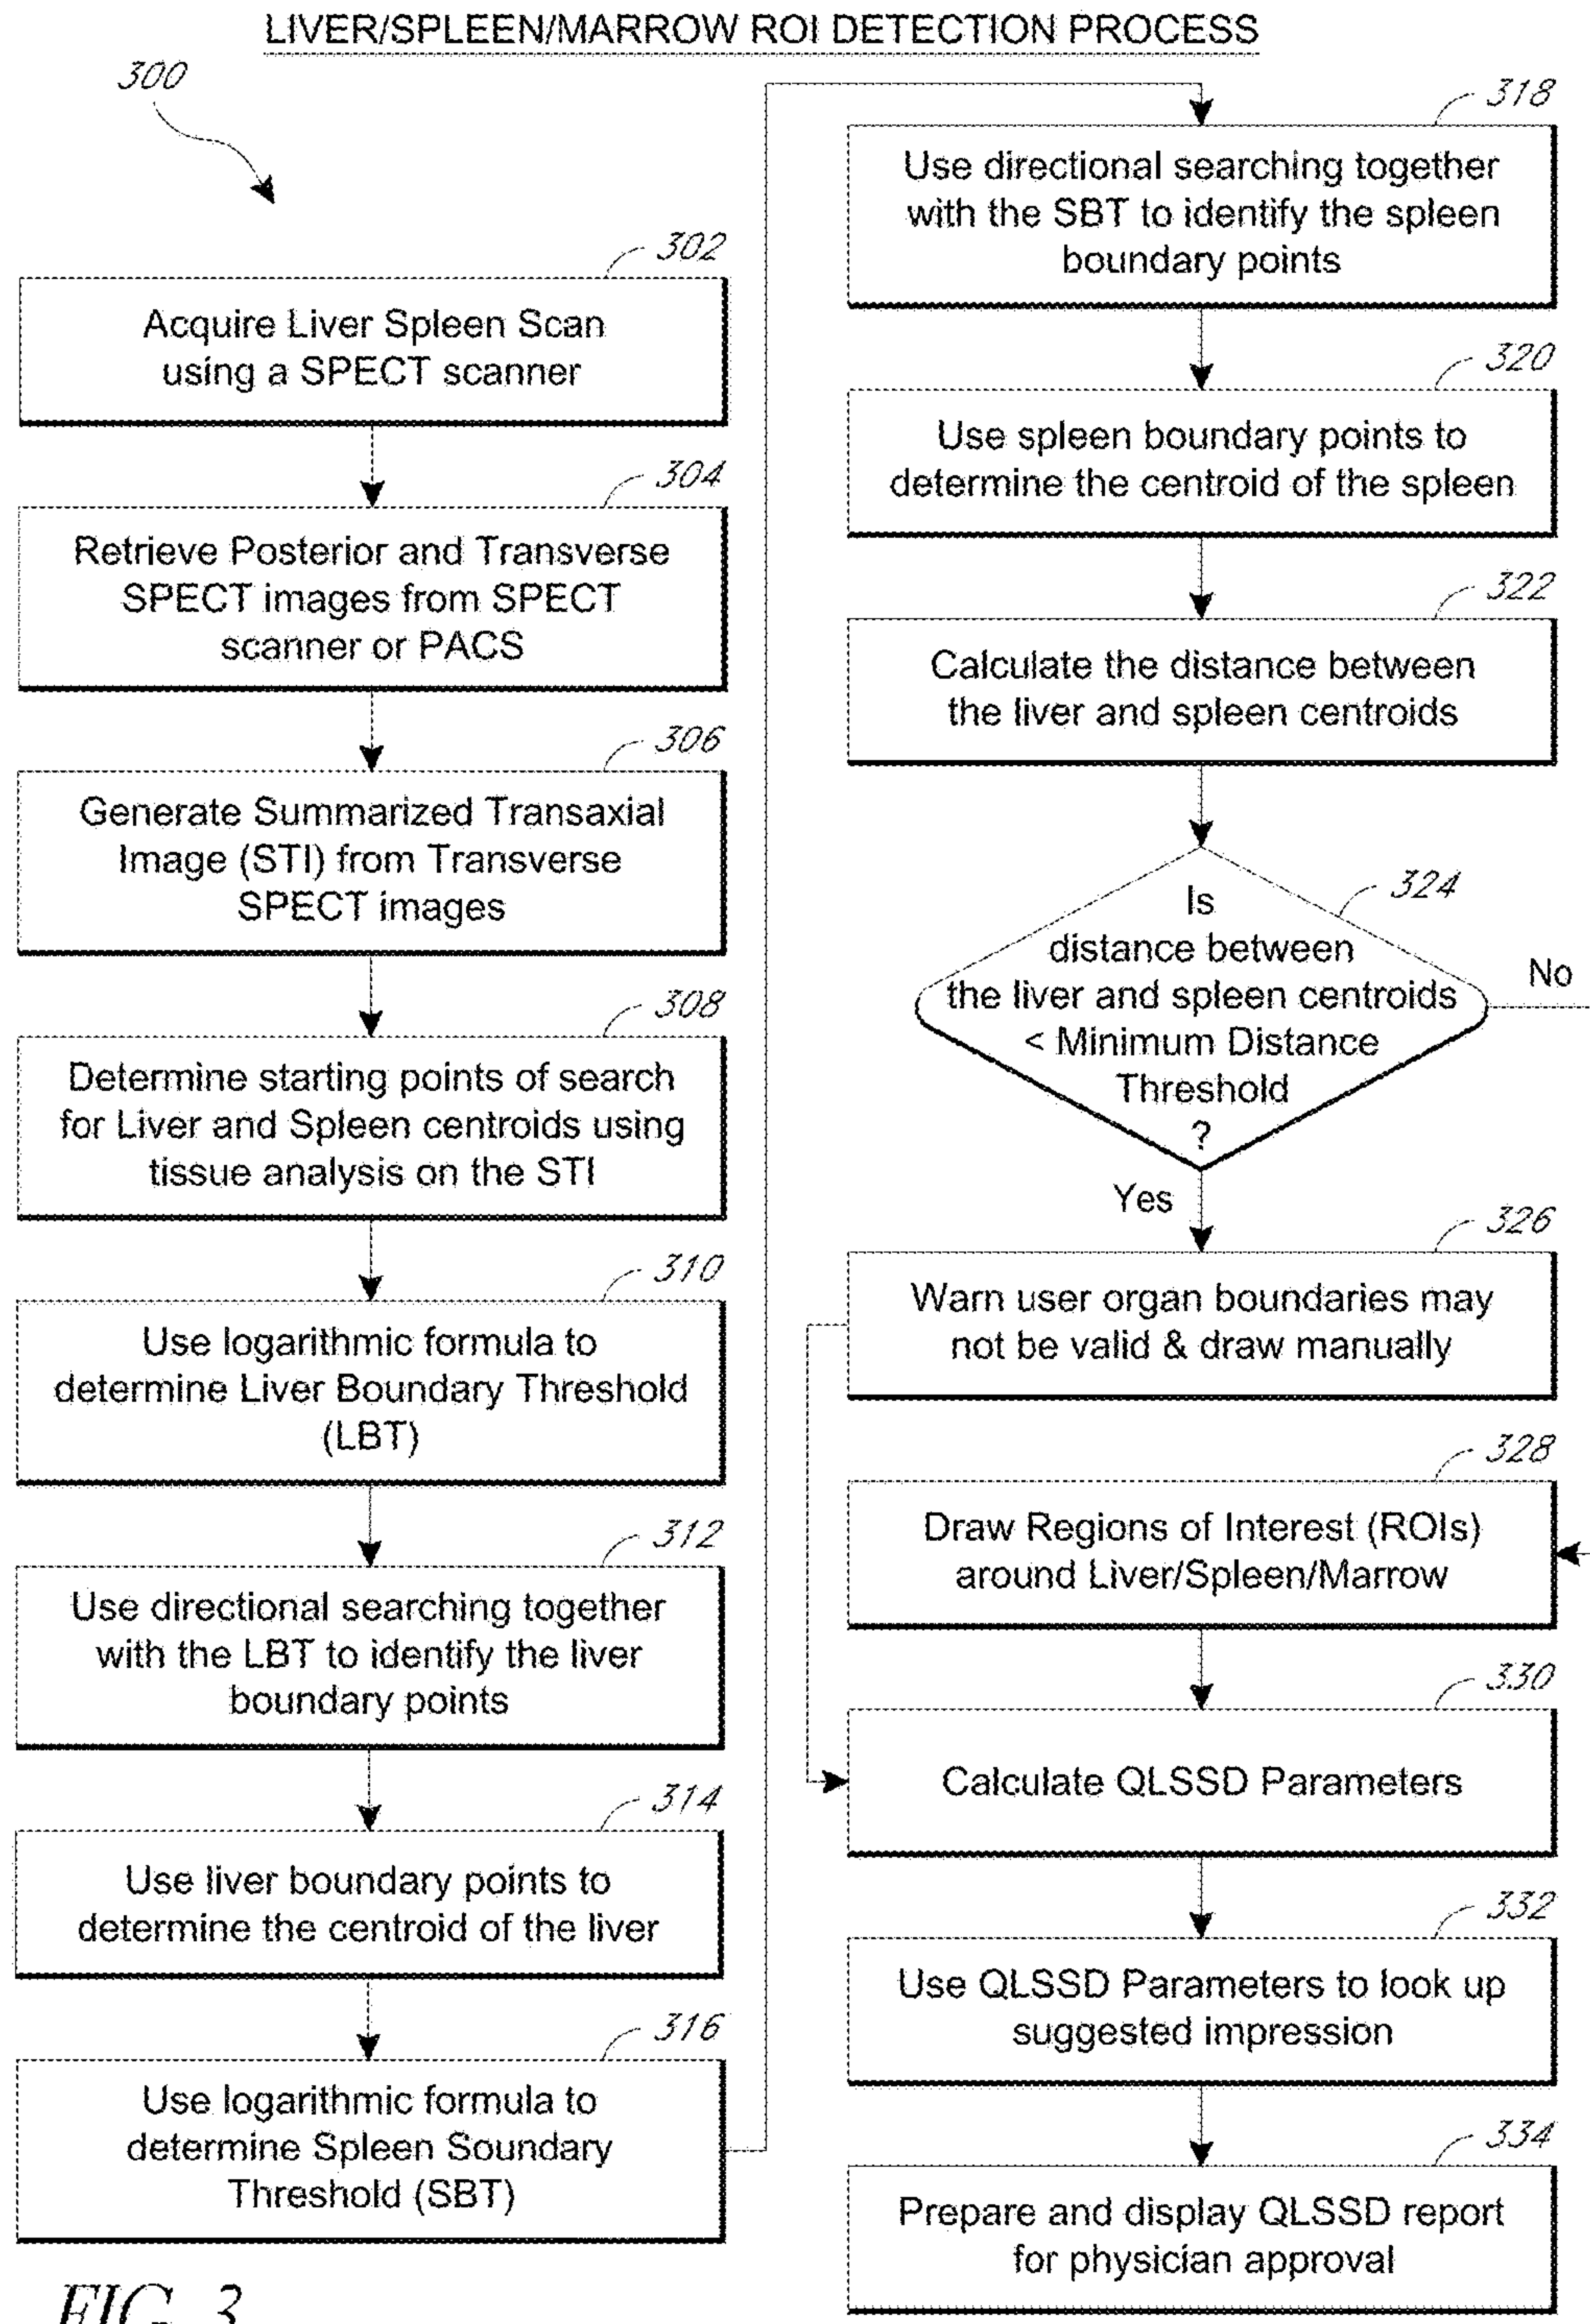 LIVER/SPLEEN/MARROW ROI DETECTION PROCESS
300
302
Acquire Liver Spleen Scan
using a SPECT scanner
304
Retrieve Posterior and Transverse
SPECT images from SPECT
scanner or PACS
306
Generate Summarized Transaxial
Image (STI) from Transverse
SPECT images
308
Determine starting points of search
for Liver and Spleen centroids using
tissue analysis on the STI
310
Use logarithmic formula to
determine Liver Boundary Threshold
(LBT)
312
Use directional searching together
with the LBT to identify the liver
boundary points
314
Use liver boundary points to
determine the centroid of the liver
316
Use logarithmic formula to
determine Spleen Soundary
Threshold (SBT)
318
Use directional searching together
with the SBT to identify the spleen
boundary points
320
Use spleen boundary points to
determine the centroid of the spleen
322
Calculate the distance between
the liver and spleen centroids
324
Is
distance between
the liver and spleen centroids
< Minimum Distance
Threshold
?
No
Yes
326
Warn user organ boundaries may
not be valid & draw manually
328
Draw Regions of Interest (ROIs)
around Liver/Spleen/Marrow
330
Calculate QLSSD Parameters
332
Use QLSSD Parameters to look up
suggested impression
334
Prepare and display QLSSD report
for physician approval
FIG. 3